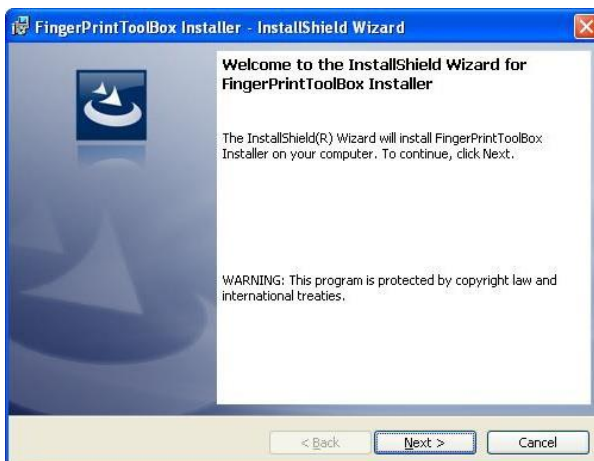 FingerPrintToolBox Installer - InstallShield Wizard
Welcome to the InstallShield Wizard for
FingerPrintToolBox Installer
The InstallShield(R) Wizard will install FingerPrintToolBox
Installer on your computer. To continue, click Next.
WARNING: This program is protected by copyright law and
international treaties.
< Back
Next >
Cancel